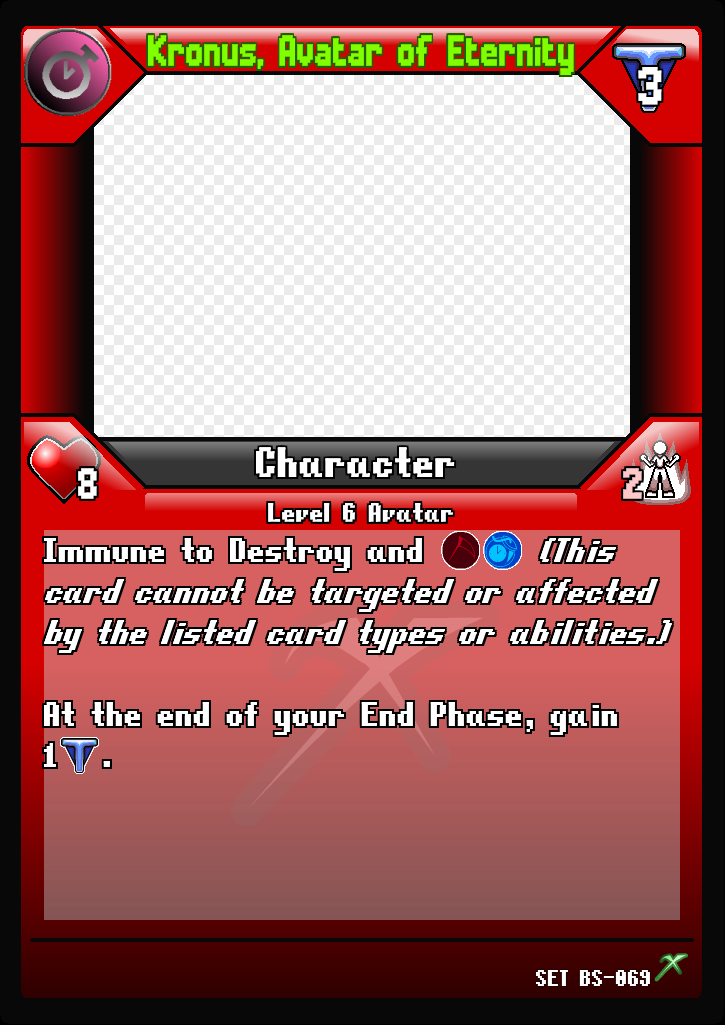 Kronus, Avatar of Eternity
3
Character
8
2
Level 6 Avatar
Immune to Destroy and (This
card cannot be targeted or affected
by the listed card types or abilities.)
At the end of your End Phase, gain
1T.
SET BS-069